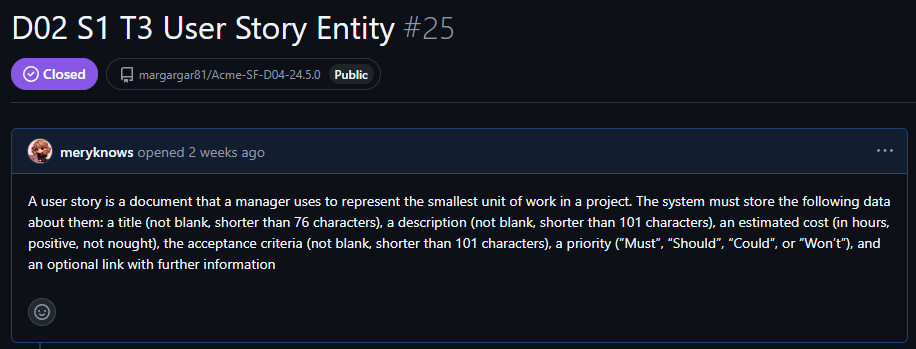 D02 S1 T3 User Story Entity #25
Closed margargar81/Acme-SF-D04-24.5.0 Public
meryknows opened 2 weeks ago
A user story is a document that a manager uses to represent the smallest unit of work in a project. The system must store the following data
about them: a title (not blank, shorter than 76 characters), a description (not blank, shorter than 101 characters), an estimated cost (in hours,
positive, not nought), the acceptance criteria (not blank, shorter than 101 characters), a priority (”Must”, “Should”, “Could”, or “Won’t”), and
an optional link with further information